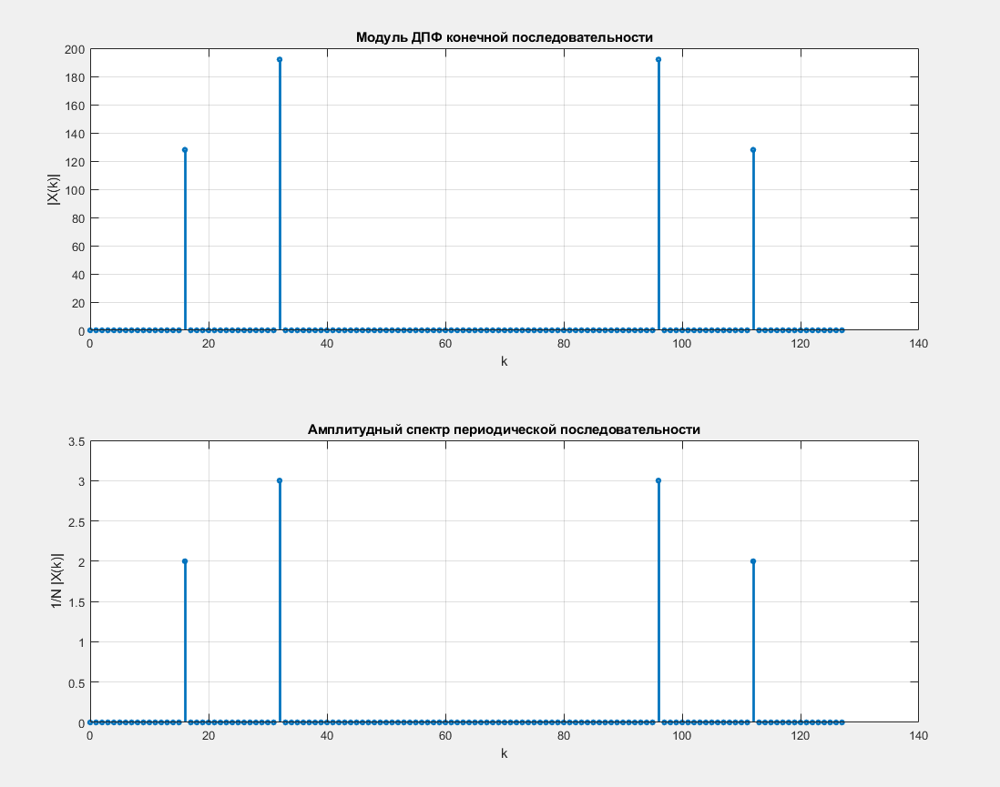 Модуль ДПФ конечной последовательности
200
180
160
140
120
100
80
60
40
20
0
|X(k)|
0 20 40 60 80 100 120 140
k
Амплитудный спектр периодической последовательности
3.5
3
2.5
2
1.5
1
0.5
0
1/N |X(k)|
0 20 40 60 80 100 120 140
k